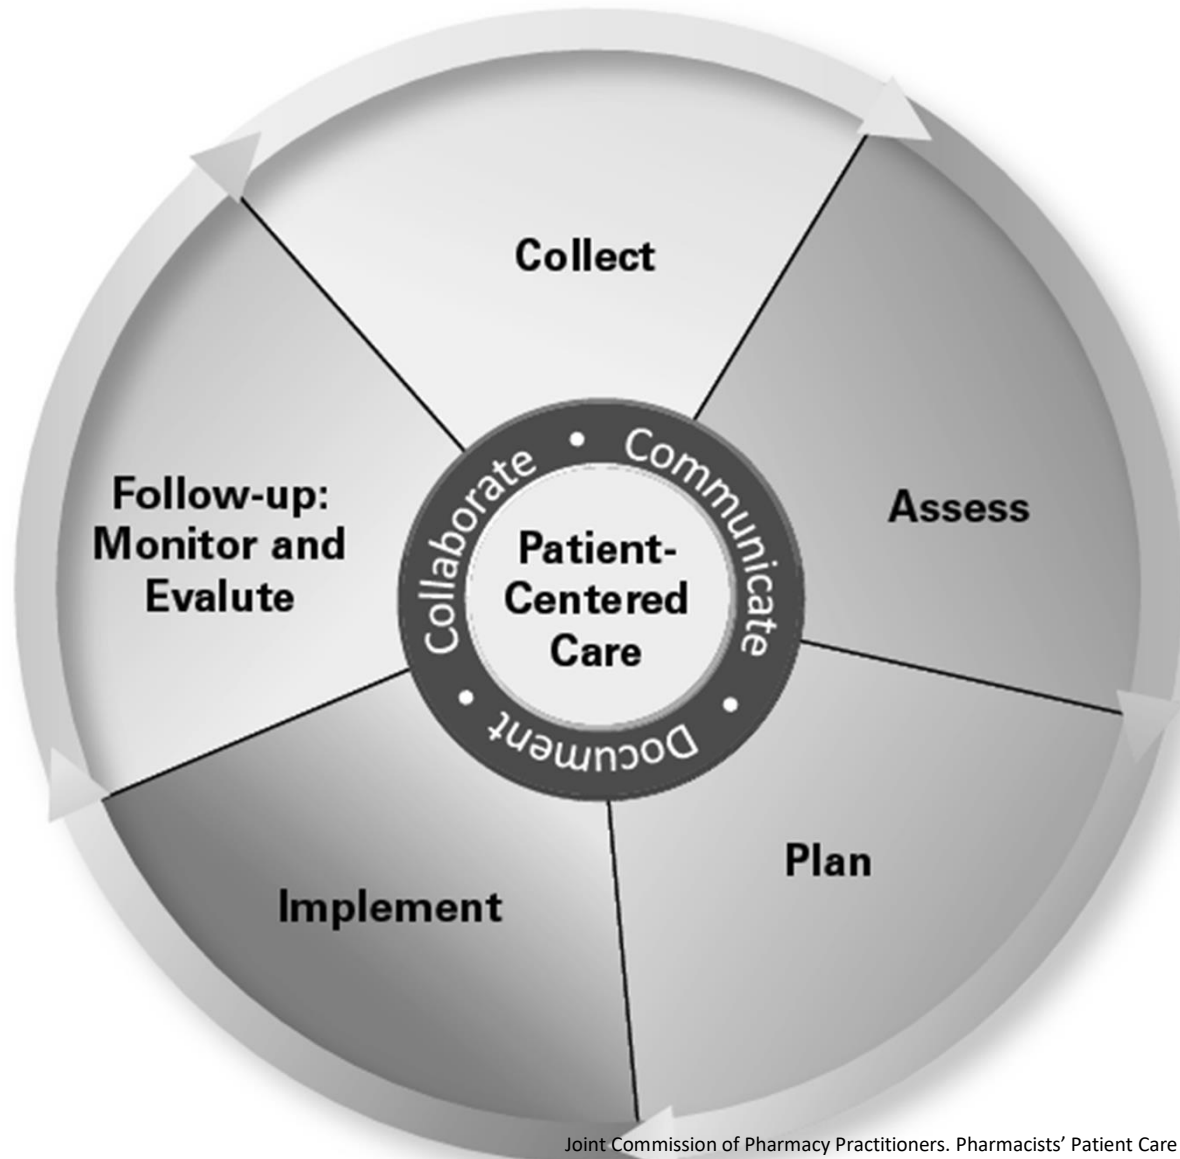 Collect
Assess
Plan
Implement
Follow-up:
Monitor and
Evalute
Collaborate • Communicate • Document •
Patient-
Centered
Care
Joint Commission of Pharmacy Practitioners. Pharmacists’ Patient Care